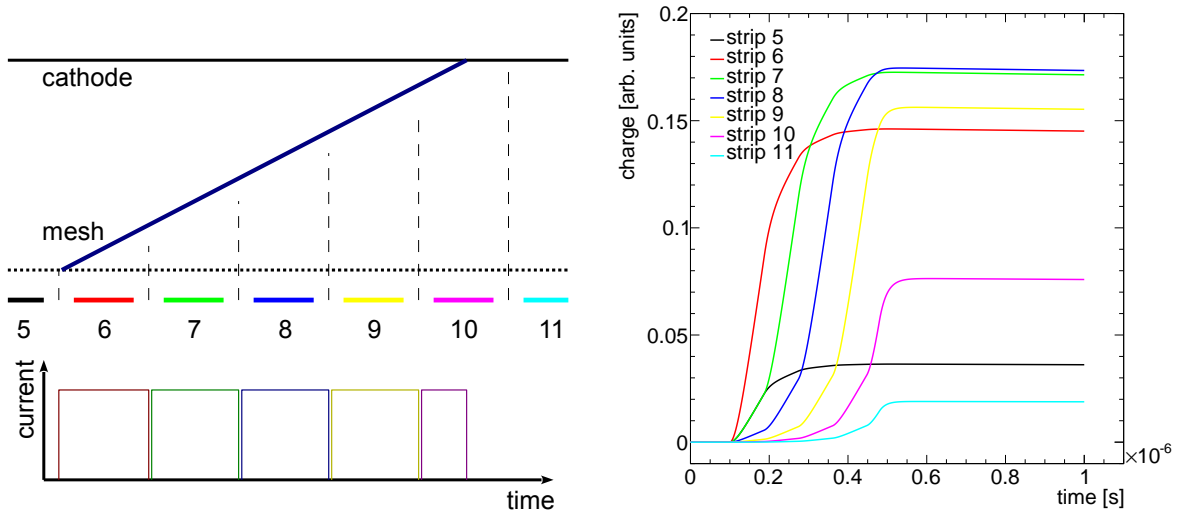 cathode
mesh
5 6 7 8 9 10 11
current
time
charge [arb. units]
0.2
0.15
0.1
0.05
0
strip 5
strip 6
strip 7
strip 8
strip 9
strip 10
strip 11
0 0.2 0.4 0.6 0.8 1
×10⁻⁶
time [s]